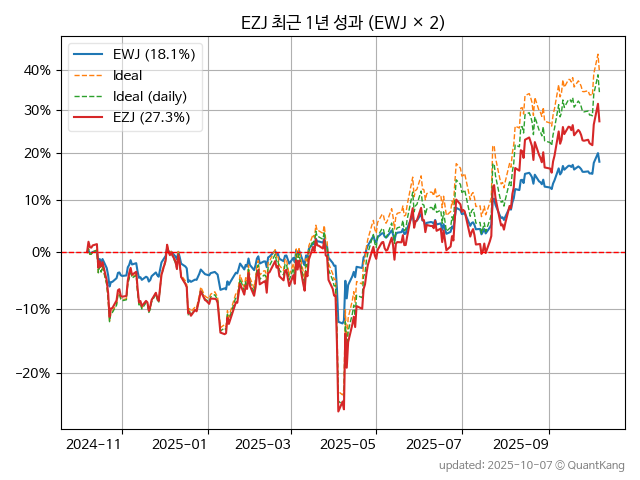 EZJ 최근 1년 성과 (EWJ × 2)
EWJ (18.1%)
Ideal
Ideal (daily)
EZJ (27.3%)
40%
30%
20%
10%
0%
−10%
−20%
2024-11 2025-01 2025-03 2025-05 2025-07 2025-09
updated: 2025-10-07 © QuantKang